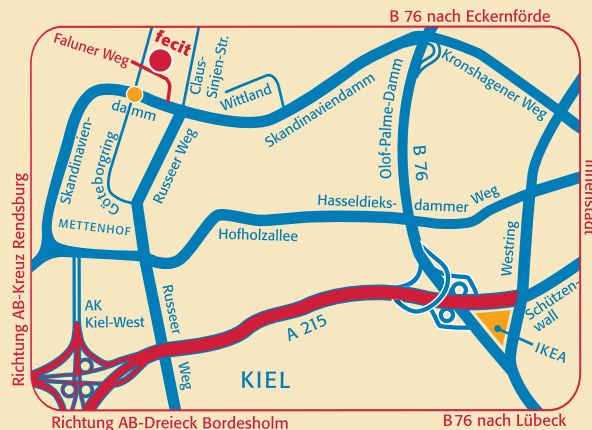 B 76 nach Eckernförde
Faluner Weg
fecit
Claus-
Sinjen-Str.
Wittland
Skandinaviendamm
Olof-Palme-Damm
B 76
Kronshagener Weg
Skandinavien-
damm
Göteborgring
Russeer Weg
METTENHOF
Hasseldieks-
dammer
Weg
Hofholzallee
Westring
Innenstadt
Richtung AB-Kreuz Rendsburg
AK
Kiel-West
Russeer
Weg
A 215
Schützen-
wall
IKEA
KIEL
Richtung AB-Dreieck Bordesholm
B 76 nach Lübeck